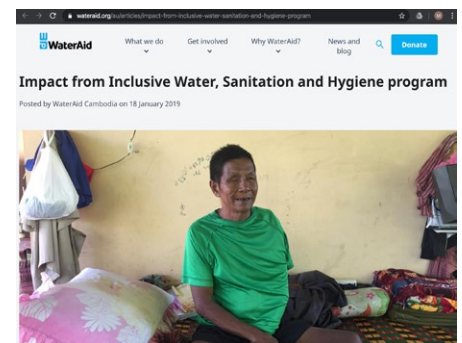 wateraid.org/au/articles/impact-from-inclusive-water-sanitation-and-hygiene-program
WaterAid
What we do
Get involved
Why WaterAid?
News and blog
Donate
Impact from Inclusive Water, Sanitation and Hygiene program
Posted by WaterAid Cambodia on 18 January 2019